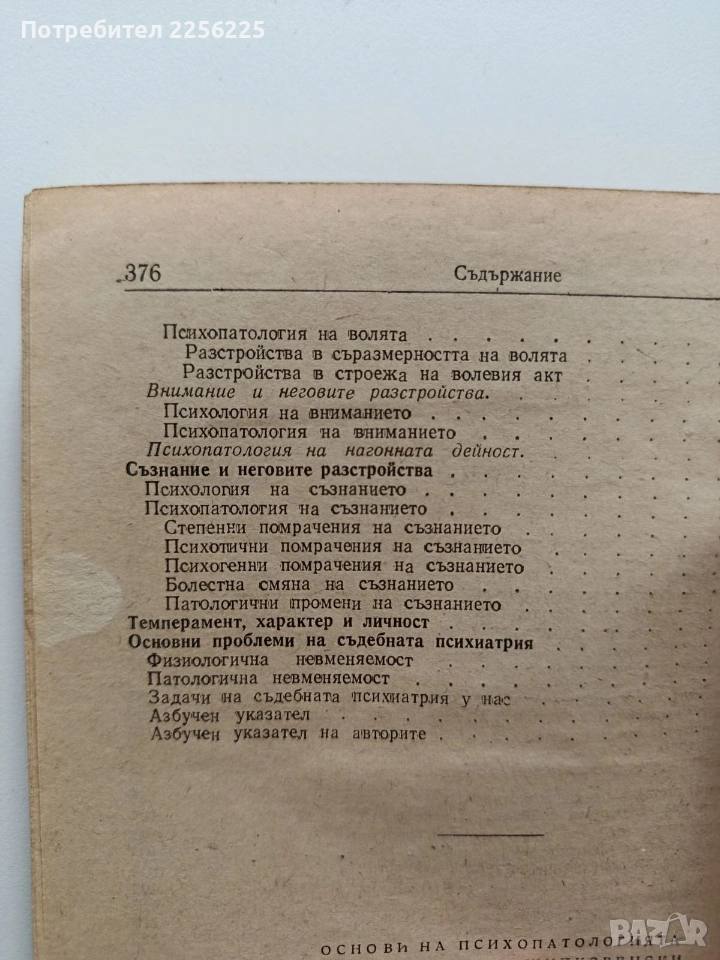 Потребител 2256225
376 Съдържание
Психопатология на волята . . . . . . . .
Разстройства в съразмерността на волята . . .
Разстройства в строежа на волевия акт . . .
Внимание и неговите разстройства. . . . .
Психология на вниманието . . . . . . .
Психопатология на вниманието . . . . . .
Психопатология на нагонната дейност. . . .
Съзнание и неговите разстройства . . . . . .
Психология на съзнанието . . . . . . .
Психопатология на съзнанието . . . . . .
Степенни помрачения на съзнанието . . . .
Психотични помрачения на съзнанието . . .
Психогенни помрачения на съзнанието . . .
Болестна смяна на съзнанието . . . . .
Патологични промени на съзнанието . . . .
Темперамент, характер и личност . . . . . .
Основни проблеми на съдебната психиатрия . . .
Физиологична невменяемост . . . . . .
Патологична невменяемост . . . . . . .
Задачи на съдебната психиатрия у нас . . .
Азбучен указател . . . . . . . . . .
Азбучен указател на авторите . . . . . .
ОСНОВИ НА ПСИХОПАТОЛОГИЯТА
BAZAR